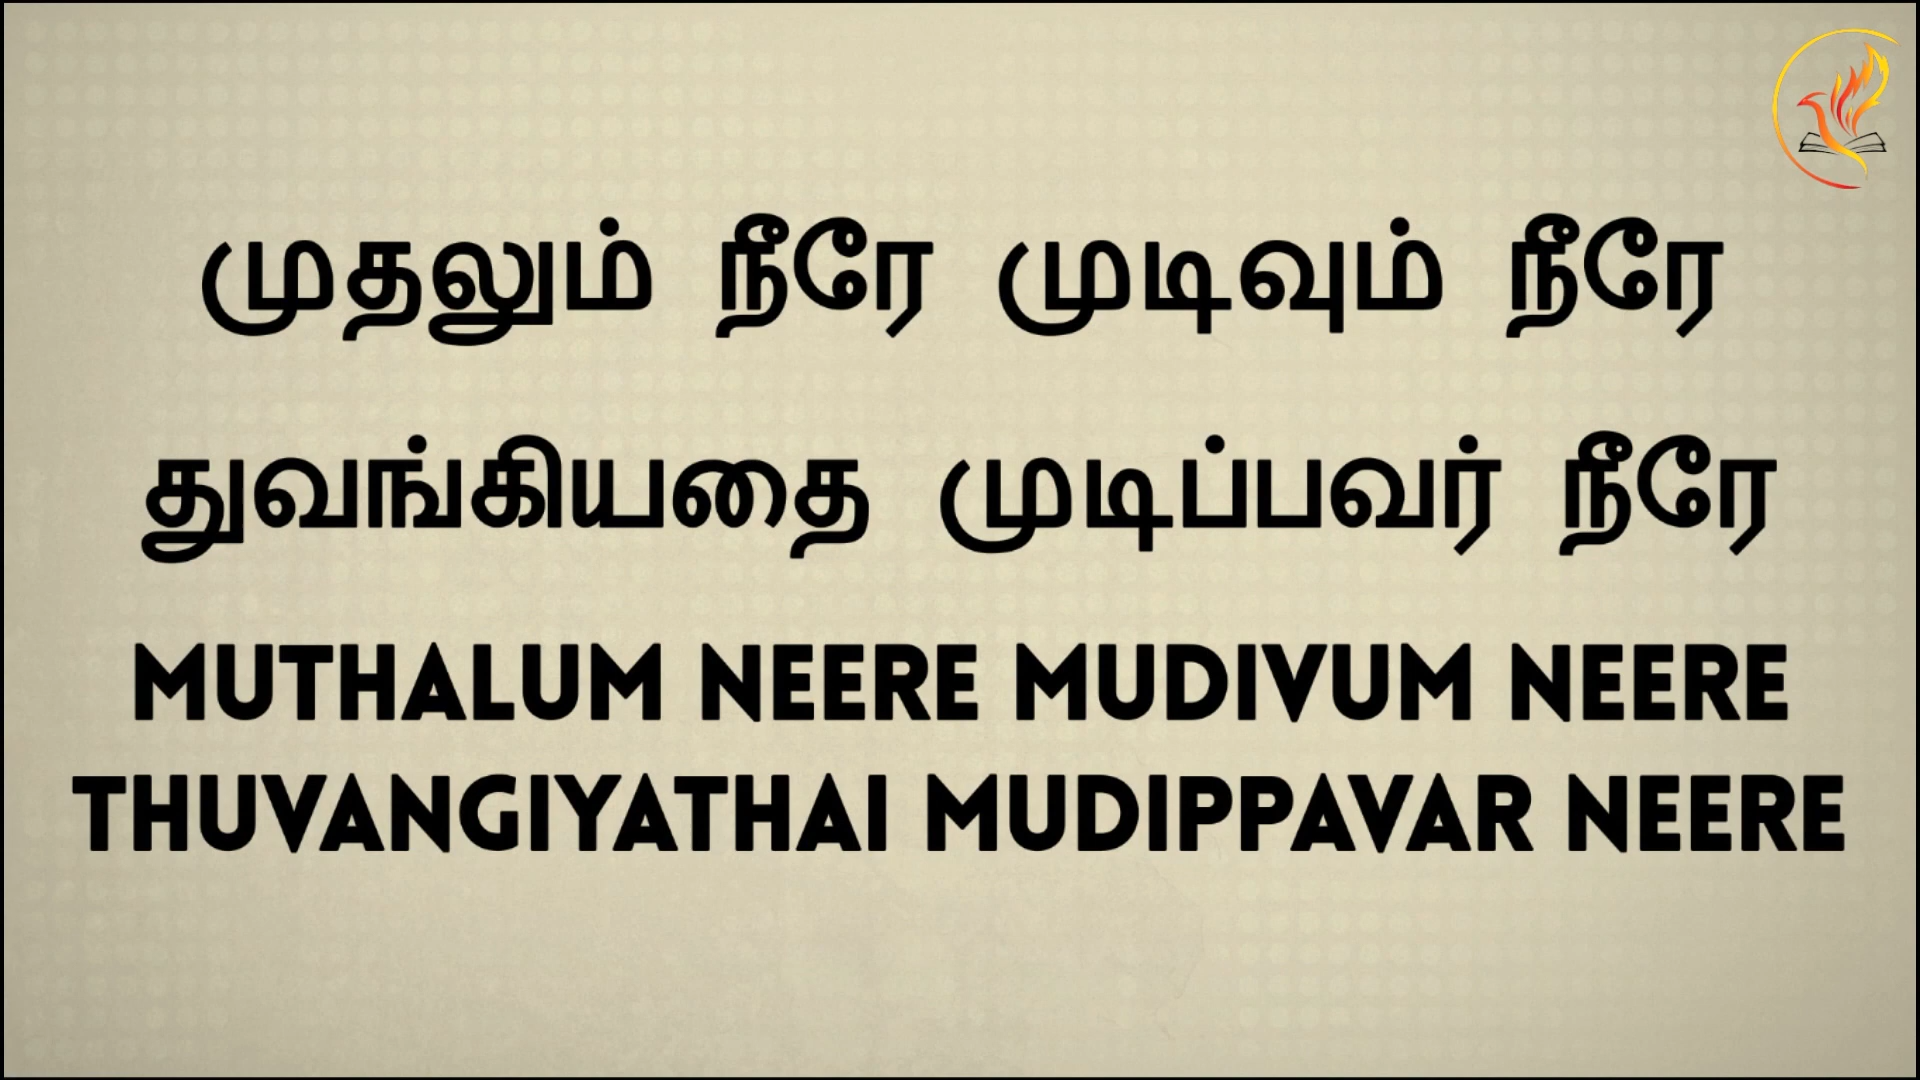 முதலும் நீரே முடிவும் நீரே
துவங்கியதை முடிப்பவர் நீரே
MUTHALUM NEERE MUDIVUM NEERE
THUVANGIYATHAI MUDIPPAVAR NEERE